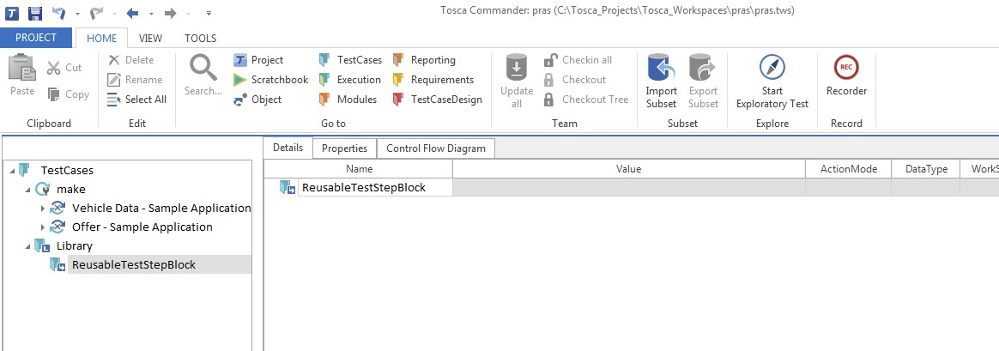 Tosca Commander: pras (C:\Tosca_Projects\Tosca_Workspaces\pras\pras.tws)
PROJECT HOME VIEW TOOLS
Paste
Cut
Copy
Clipboard
Delete
Rename
Select All
Edit
Search...
Project
Scratchbook
Object
TestCases
Execution
Modules
Reporting
Requirements
TestCaseDesign
Go to
Update
all
Checkin all
Checkout
Checkout Tree
Team
Import
Subset
Export
Subset
Subset
Start
Exploratory Test
Explore
REC
Recorder
Record
TestCases
make
Vehicle Data - Sample Application
Offer - Sample Application
Library
ReusableTestStepBlock
Details Properties Control Flow Diagram
Name Value ActionMode DataType WorkS
ReusableTestStepBlock